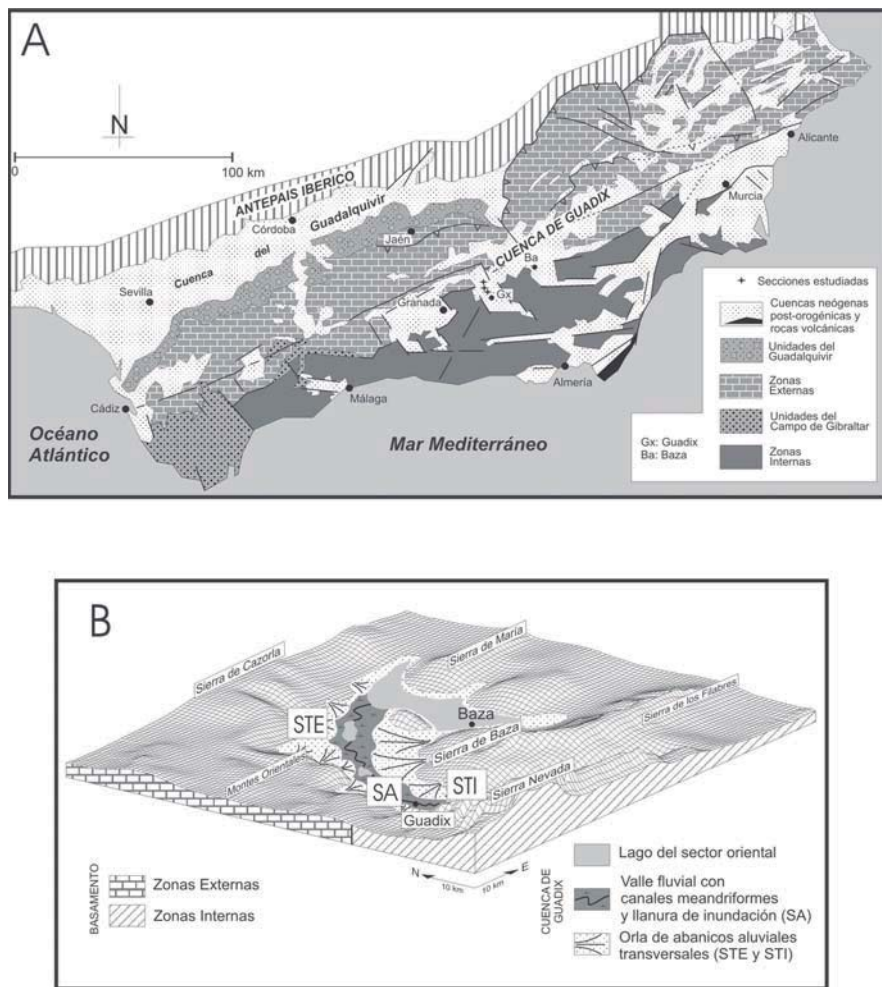 A
N
0
100 km
ANTEPAIS IBERICO
Córdoba
Guadalquivir
del
Cuenca
Jaén
CUENCA DE GUADIX
Ba
Gx
Granada
Alicante
Murcia
Sevilla
Cádiz
Málaga
Almería
Océano
Atlántico
Mar Mediterráneo
Gx: Guadix
Ba: Baza
Secciones estudiadas
Cuencas neógenas
post-orogénicas y
rocas volcánicas
Unidades del
Guadalquivir
Zonas
Externas
Unidades del
Campo de Gibraltar
Zonas
Internas
B
Sierra de Cazorla
Sierra de María
Sierra de los Filabres
Baza
STE
Sierra de Baza
Montes Orientales
SA
STI
Sierra Nevada
Guadix
N
E
10 km
10 km
BASAMENTO
Zonas Externas
Zonas Internas
CUENCA DE
GUADIX
Lago del sector oriental
Valle fluvial con
canales meandriformes
y llanura de inundación (SA)
Orla de abanicos aluviales
transversales (STE y STI)